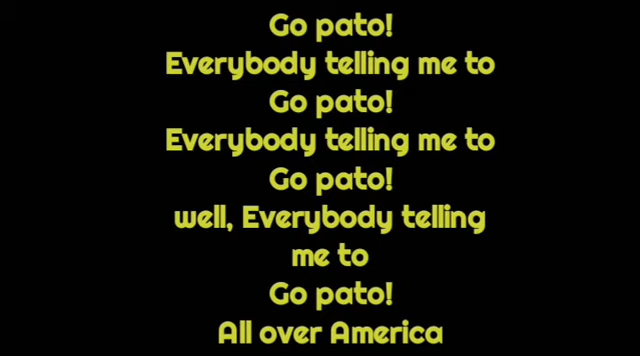 Go pato!
Everybody telling me to
Go pato!
Everybody telling me to
Go pato!
well, Everybody telling
me to
Go pato!
All over America